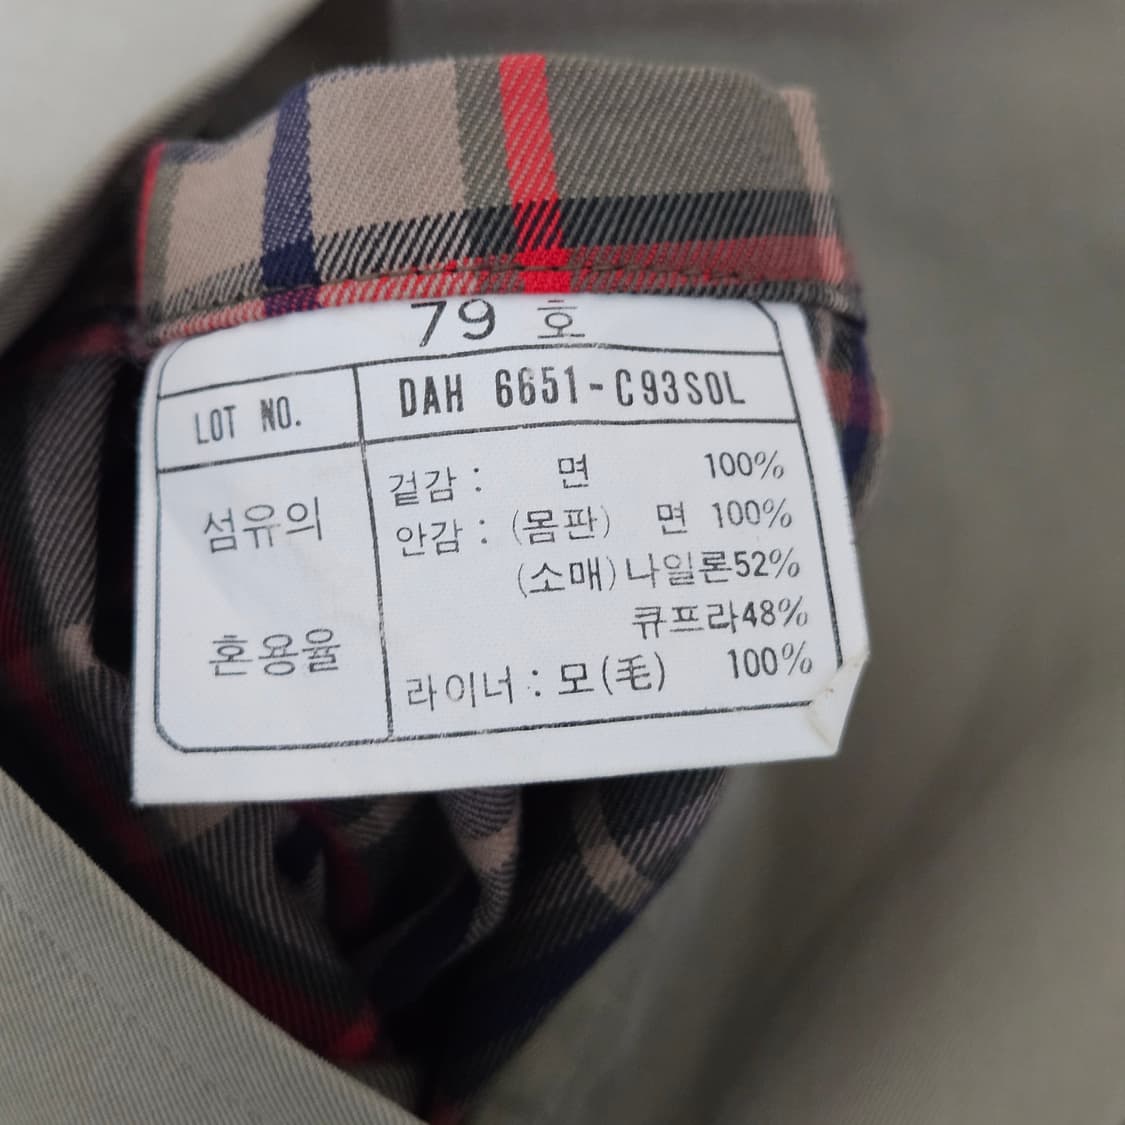 79 호
LOT NO. DAH 6651-C93SOL
섬유의
혼용율
겉감 : 면 100%
안감 : (몸판) 면 100%
(소매) 나일론52%
큐프라48%
라이너 : 모(毛) 100%